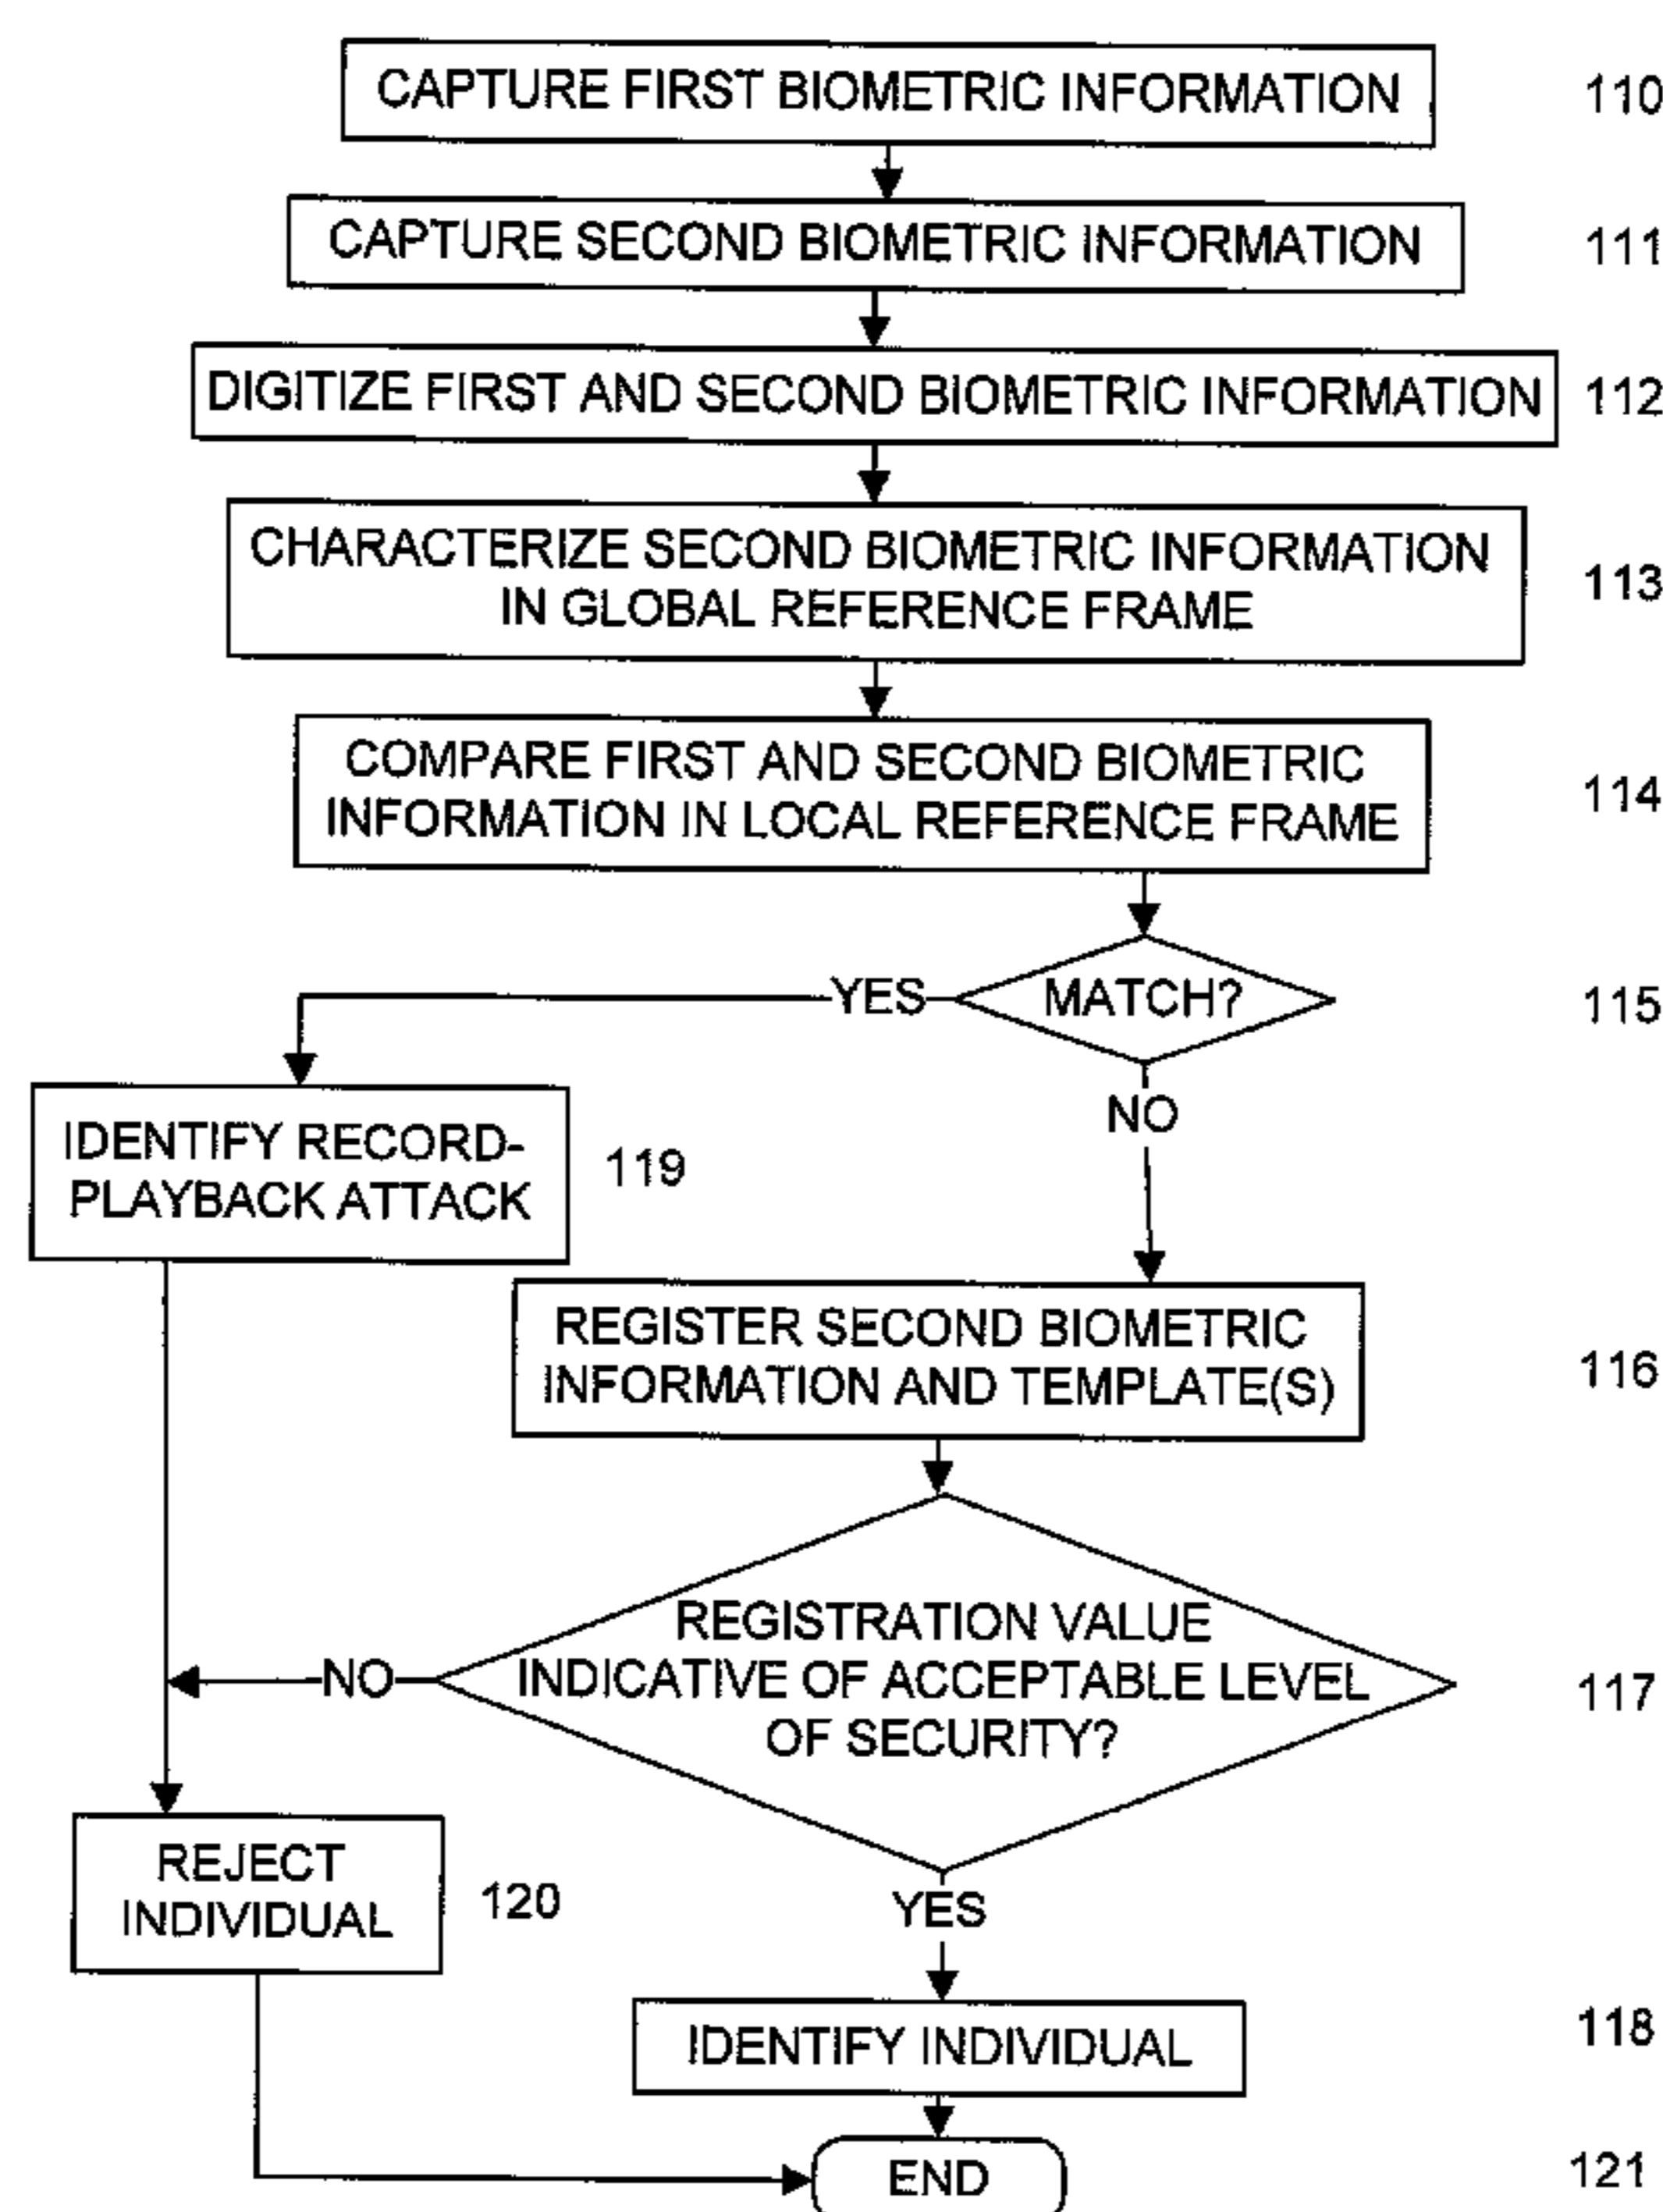 CAPTURE FIRST BIOMETRIC INFORMATION 110
CAPTURE SECOND BIOMETRIC INFORMATION 111
DIGITIZE FIRST AND SECOND BIOMETRIC INFORMATION 112
CHARACTERIZE SECOND BIOMETRIC INFORMATION
IN GLOBAL REFERENCE FRAME
113
COMPARE FIRST AND SECOND BIOMETRIC
INFORMATION IN LOCAL REFERENCE FRAME
114
YES MATCH? 115
NO
IDENTIFY RECORD-
PLAYBACK ATTACK
119
REGISTER SECOND BIOMETRIC
INFORMATION AND TEMPLATE(S)
116
REGISTRATION VALUE
INDICATIVE OF ACCEPTABLE LEVEL
OF SECURITY?
NO
117
REJECT
INDIVIDUAL
120
YES
IDENTIFY INDIVIDUAL 118
END 121